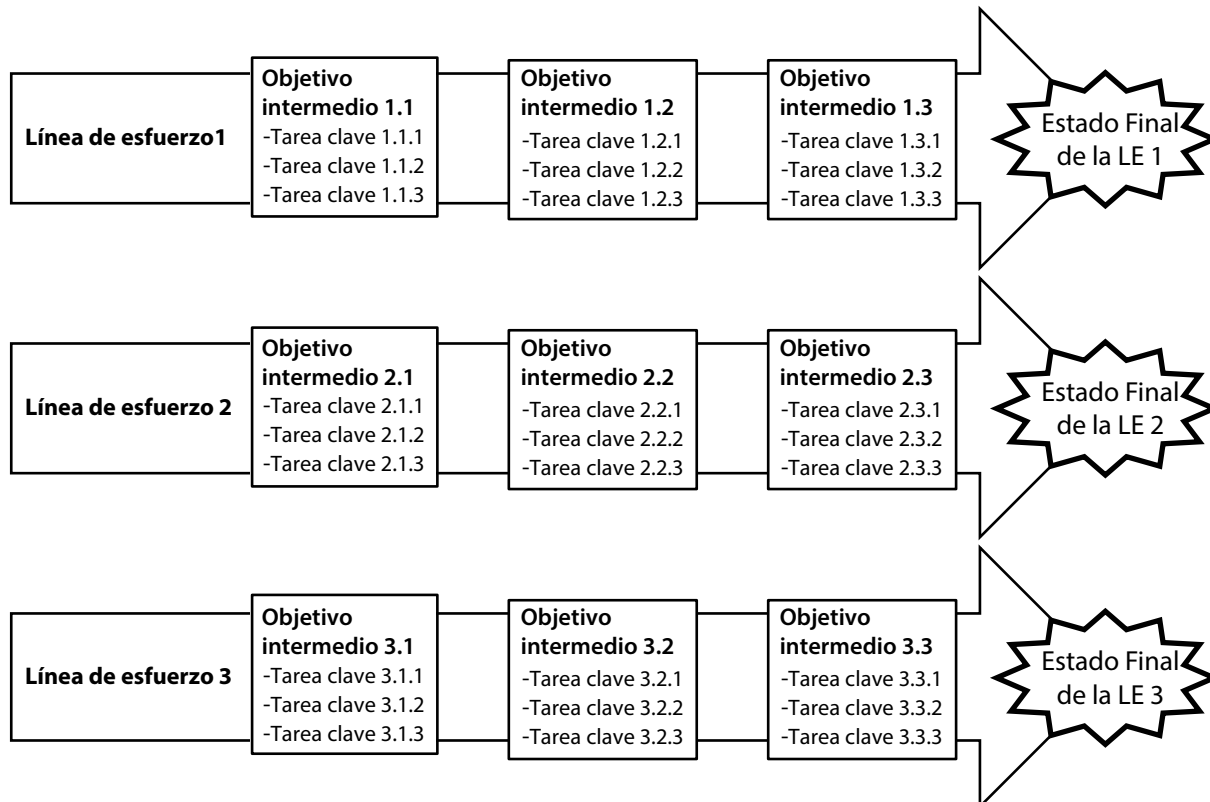 Línea de esfuerzo1
Objetivo
intermedio 1.1
-Tarea clave 1.1.1
-Tarea clave 1.1.2
-Tarea clave 1.1.3
Objetivo
intermedio 1.2
-Tarea clave 1.2.1
-Tarea clave 1.2.2
-Tarea clave 1.2.3
Objetivo
intermedio 1.3
-Tarea clave 1.3.1
-Tarea clave 1.3.2
-Tarea clave 1.3.3
Estado Final
de la LE 1
Línea de esfuerzo 2
Objetivo
intermedio 2.1
-Tarea clave 2.1.1
-Tarea clave 2.1.2
-Tarea clave 2.1.3
Objetivo
intermedio 2.2
-Tarea clave 2.2.1
-Tarea clave 2.2.2
-Tarea clave 2.2.3
Objetivo
intermedio 2.3
-Tarea clave 2.3.1
-Tarea clave 2.3.2
-Tarea clave 2.3.3
Estado Final
de la LE 2
Línea de esfuerzo 3
Objetivo
intermedio 3.1
-Tarea clave 3.1.1
-Tarea clave 3.1.2
-Tarea clave 3.1.3
Objetivo
intermedio 3.2
-Tarea clave 3.2.1
-Tarea clave 3.2.2
-Tarea clave 3.2.3
Objetivo
intermedio 3.3
-Tarea clave 3.3.1
-Tarea clave 3.3.2
-Tarea clave 3.3.3
Estado Final
de la LE 3